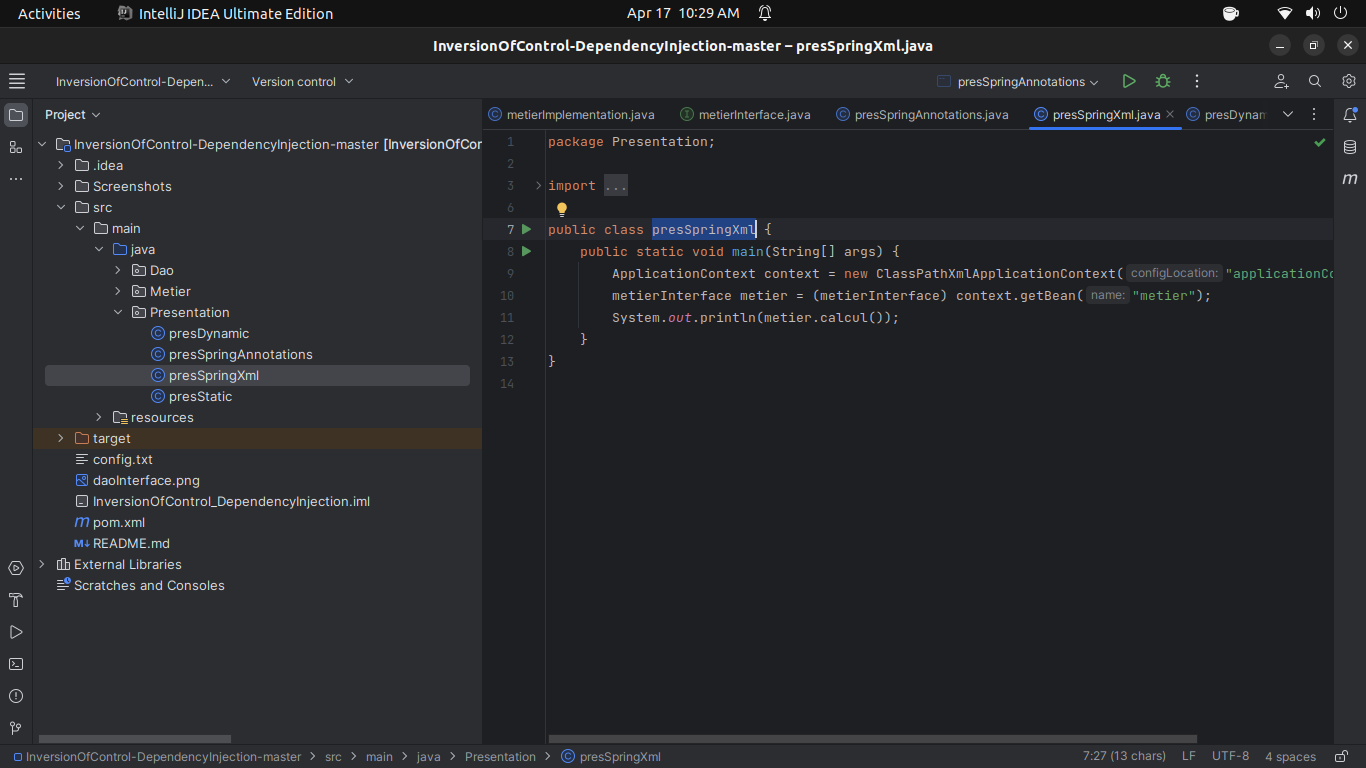 Activities IntelliJ IDEA Ultimate Edition Apr 17 10:29 AM
InversionOfControl-DependencyInjection-master – presSpringXml.java
InversionOfControl-Depen... Version control presSpringAnnotations
Project
InversionOfControl-DependencyInjection-master [InversionOfCor
.idea
Screenshots
src
main
java
Dao
Metier
Presentation
presDynamic
presSpringAnnotations
presSpringXml
presStatic
resources
target
config.txt
daoInterface.png
InversionOfControl_DependencyInjection.iml
pom.xml
README.md
External Libraries
Scratches and Consoles
metierImplementation.java metierInterface.java presSpringAnnotations.java presSpringXml.java presDynam
1 package Presentation;
2
3 import ...
6
7 public class presSpringXml {
8 public static void main(String[] args) {
9 ApplicationContext context = new ClassPathXmlApplicationContext( configLocation: "applicationCo
10 metierInterface metier = (metierInterface) context.getBean( name: "metier");
11 System.out.println(metier.calcul());
12 }
13 }
14
InversionOfControl-DependencyInjection-master > src > main > java > Presentation > presSpringXml 7:27 (13 chars) LF UTF-8 4 spaces